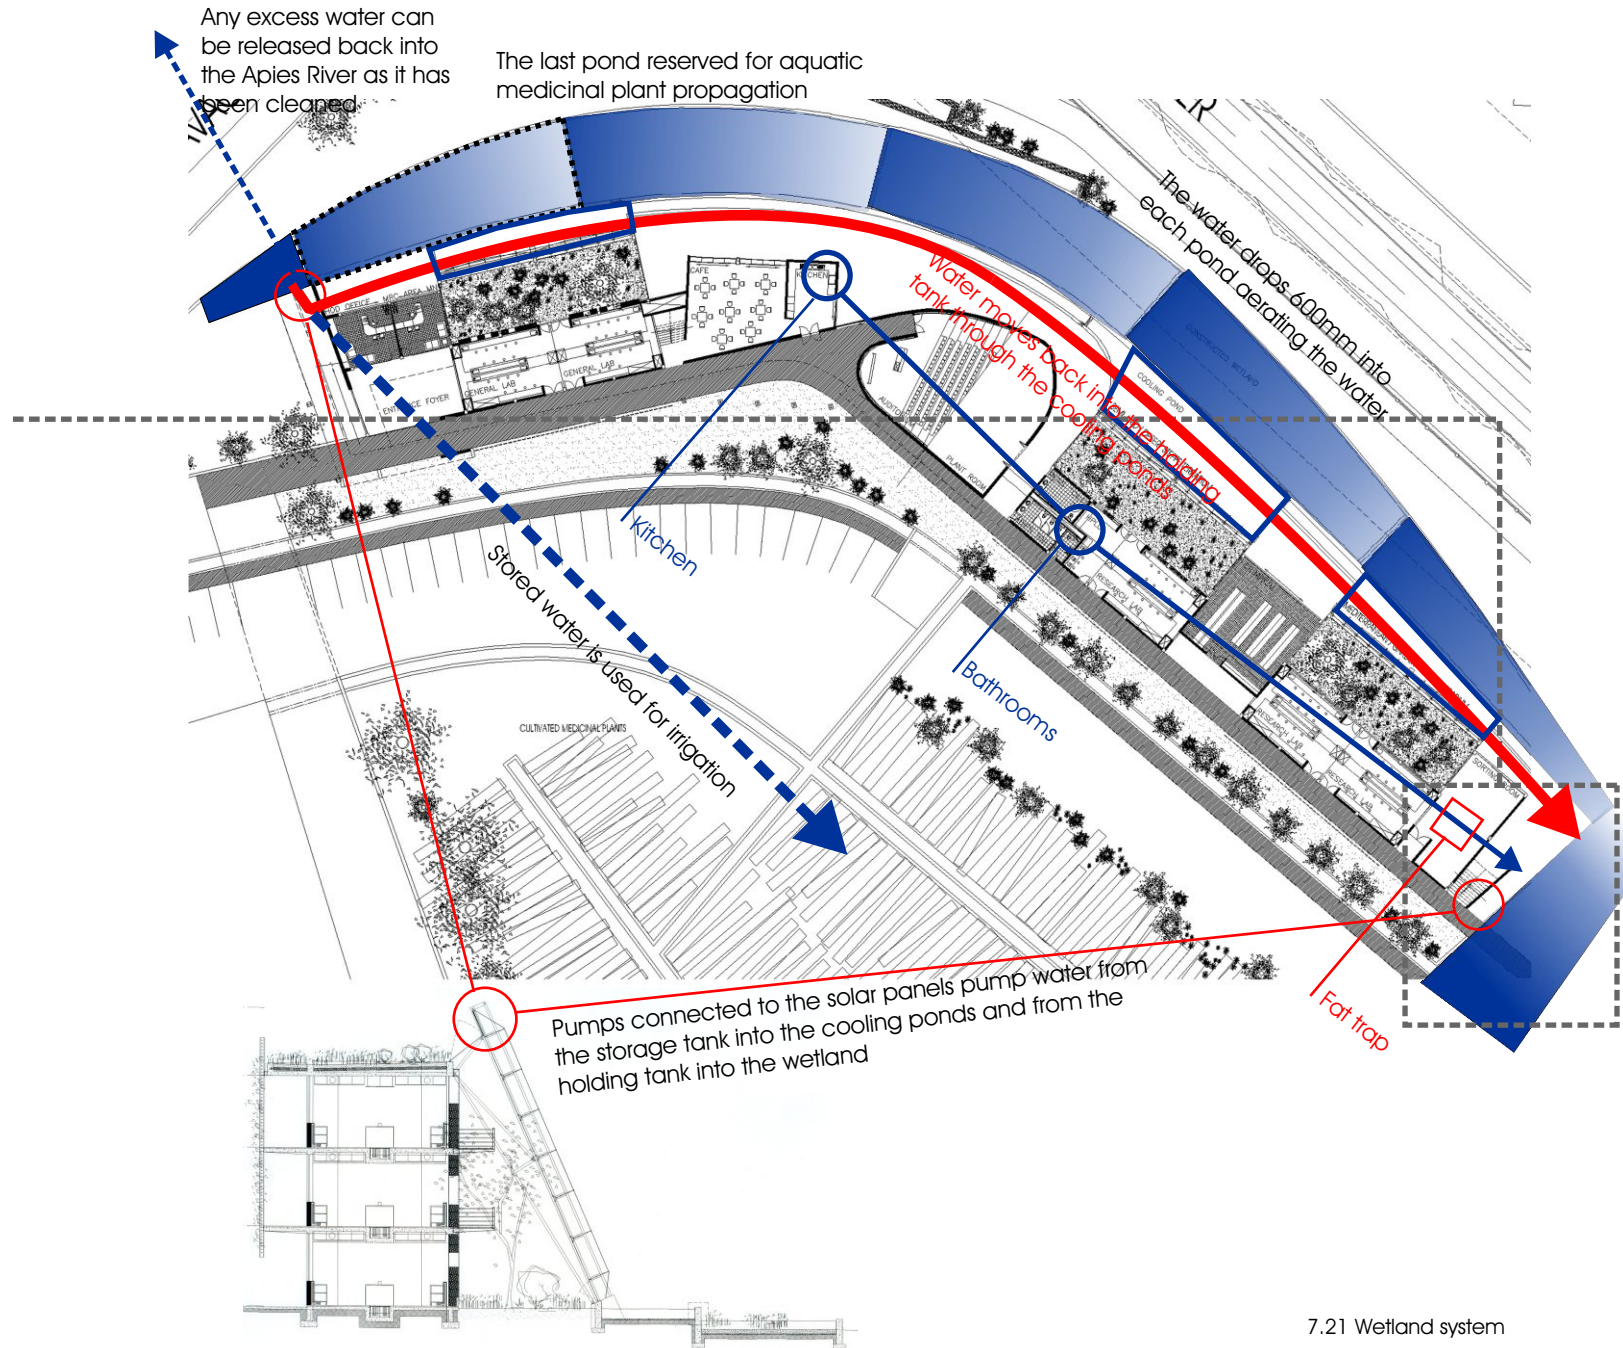 Any excess water can
be released back into
the Apies River as it has
been cleaned
The last pond reserved for aquatic
medicinal plant propagation
The water drops 600mm into
each pond aerating the water
Water moves back into the holding
tank through the cooling ponds
CONSTRUCTED WETLAND
COOLING POND
CAFE
KITCHEN
GENERAL LAB
GENERAL LAB
ENTRANCE FOYER
PLANT ROOM
RESEARCH LAB
RESEARCH LAB
RESEARCH LAB
Kitchen
Bathrooms
Stored water is used for irrigation
CULTIVATED MEDICINAL PLANTS
Fat trap
Pumps connected to the solar panels pump water from
the storage tank into the cooling ponds and from the
holding tank into the wetland
7.21 Wetland system